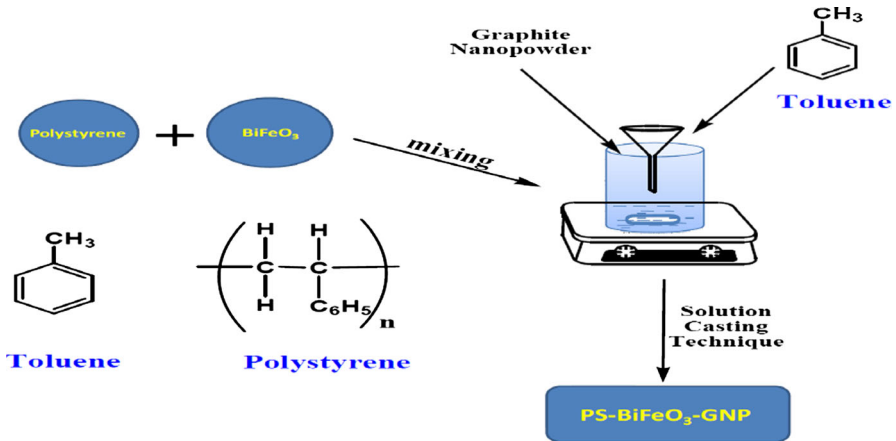 CH₃
Graphite
Nanopowder
Toluene
Polystyrene
+
BiFeO₃
mixing
CH₃
H H
C C
H C₆H₅
n
Toluene
Polystyrene
Solution
Casting
Technique
PS-BiFeO₃-GNP